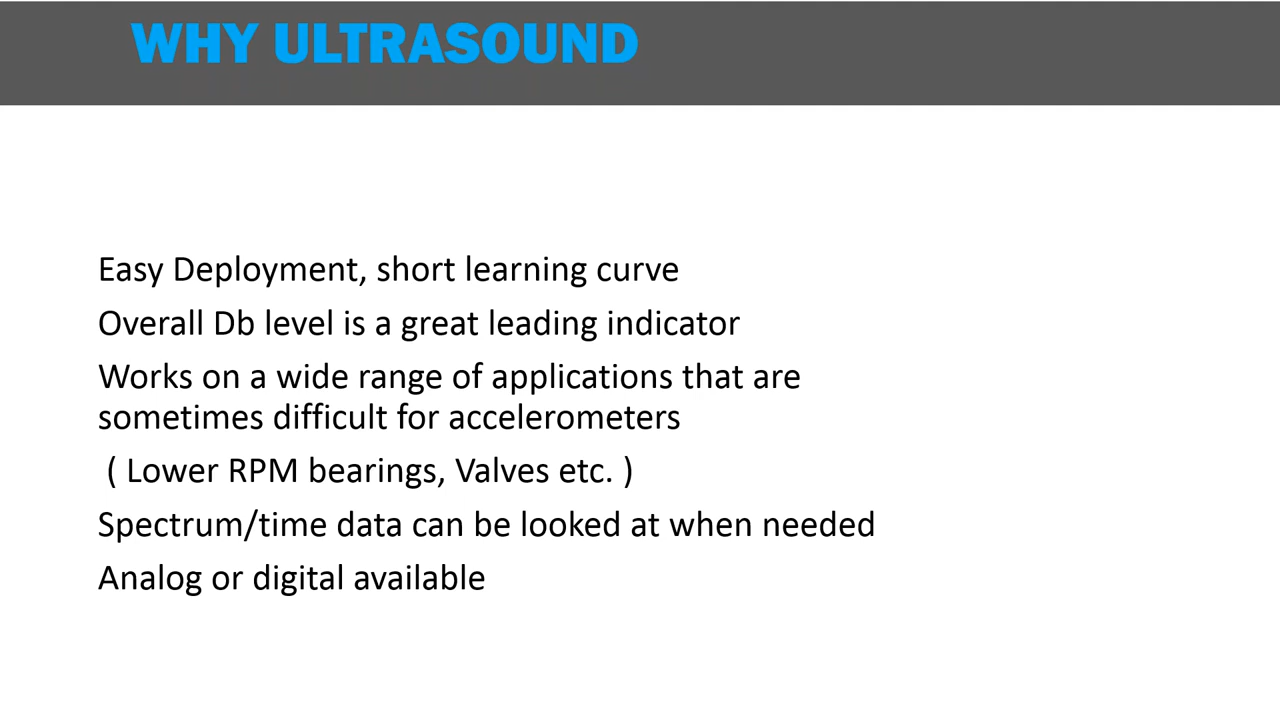 WHY ULTRASOUND
Easy Deployment, short learning curve
Overall Db level is a great leading indicator
Works on a wide range of applications that are
sometimes difficult for accelerometers
( Lower RPM bearings, Valves etc. )
Spectrum/time data can be looked at when needed
Analog or digital available